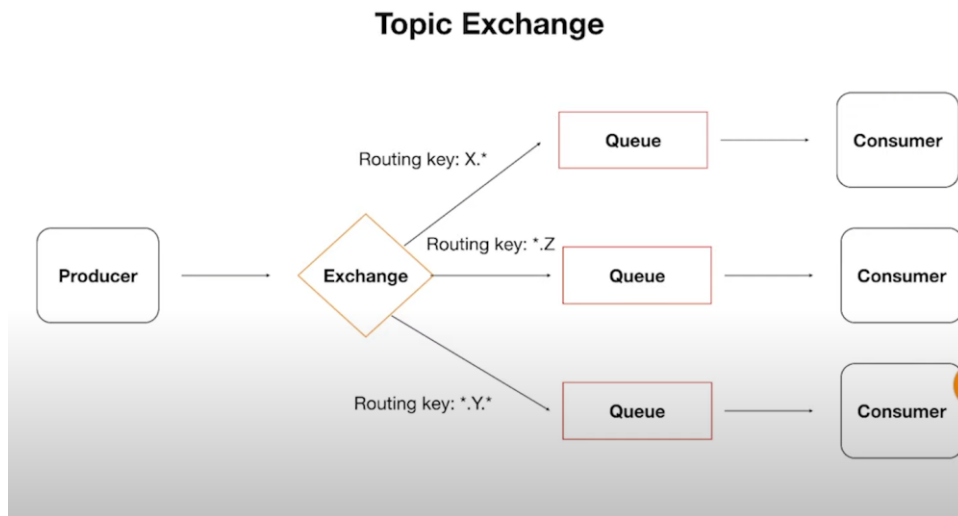 Topic Exchange
Queue
Consumer
Routing key: X.*
Routing key: *.Z
Producer
Exchange
Queue
Consumer
Routing key: *.Y.*
Queue
Consumer